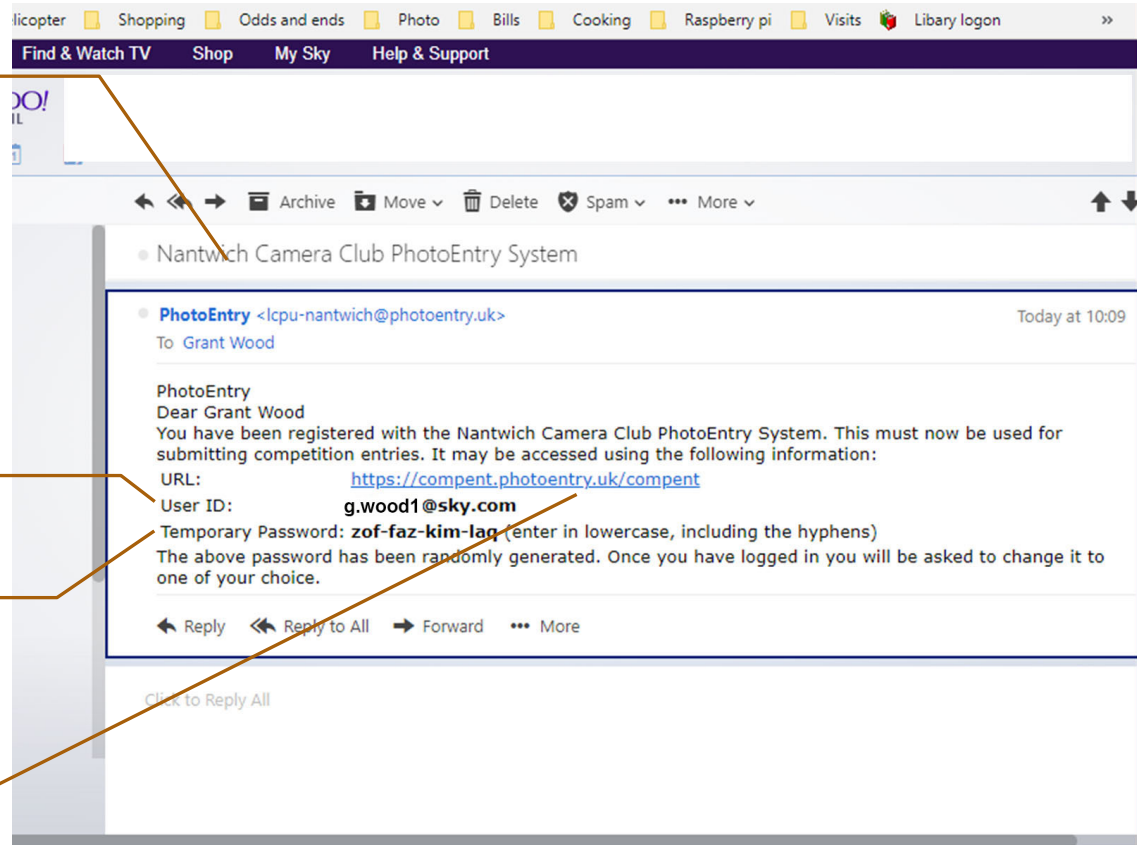 licopter Shopping Odds and ends Photo Bills Cooking Raspberry pi Visits Libary logon »
Find & Watch TV Shop My Sky Help & Support
OO!
IL
Archive Move Delete Spam ••• More
Nantwich Camera Club PhotoEntry System
PhotoEntry <lcpu-nantwich@photoentry.uk> Today at 10:09
To Grant Wood
PhotoEntry
Dear Grant Wood
You have been registered with the Nantwich Camera Club PhotoEntry System. This must now be used for
submitting competition entries. It may be accessed using the following information:
URL: https://compent.photoentry.uk/compent
User ID: g.wood1@sky.com
Temporary Password: zof-faz-kim-laq (enter in lowercase, including the hyphens)
The above password has been randomly generated. Once you have logged in you will be asked to change it to
one of your choice.
Reply Reply to All Forward ••• More
Click to Reply All